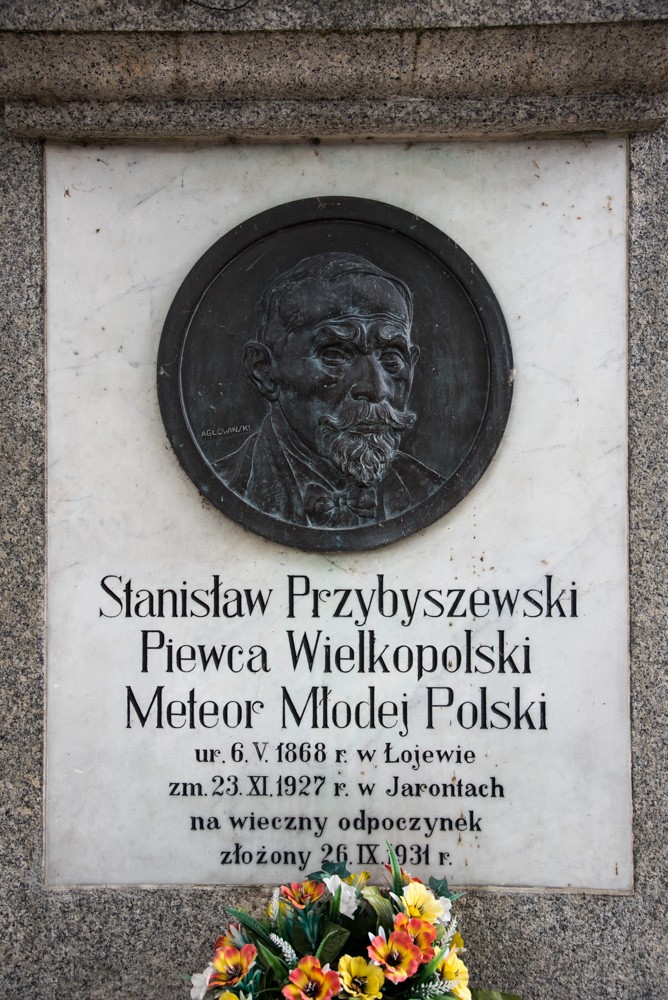 AGŁOWIŃSKI
Stanisław Przybyszewski
Piewca Wielkopolski
Meteor Młodej Polski
ur. 6.V. 1868 r. w Łojewie
zm. 23.XI.1927 r. w Jarontach
na wieczny odpoczynek
złożony 26.IX.1931 r.